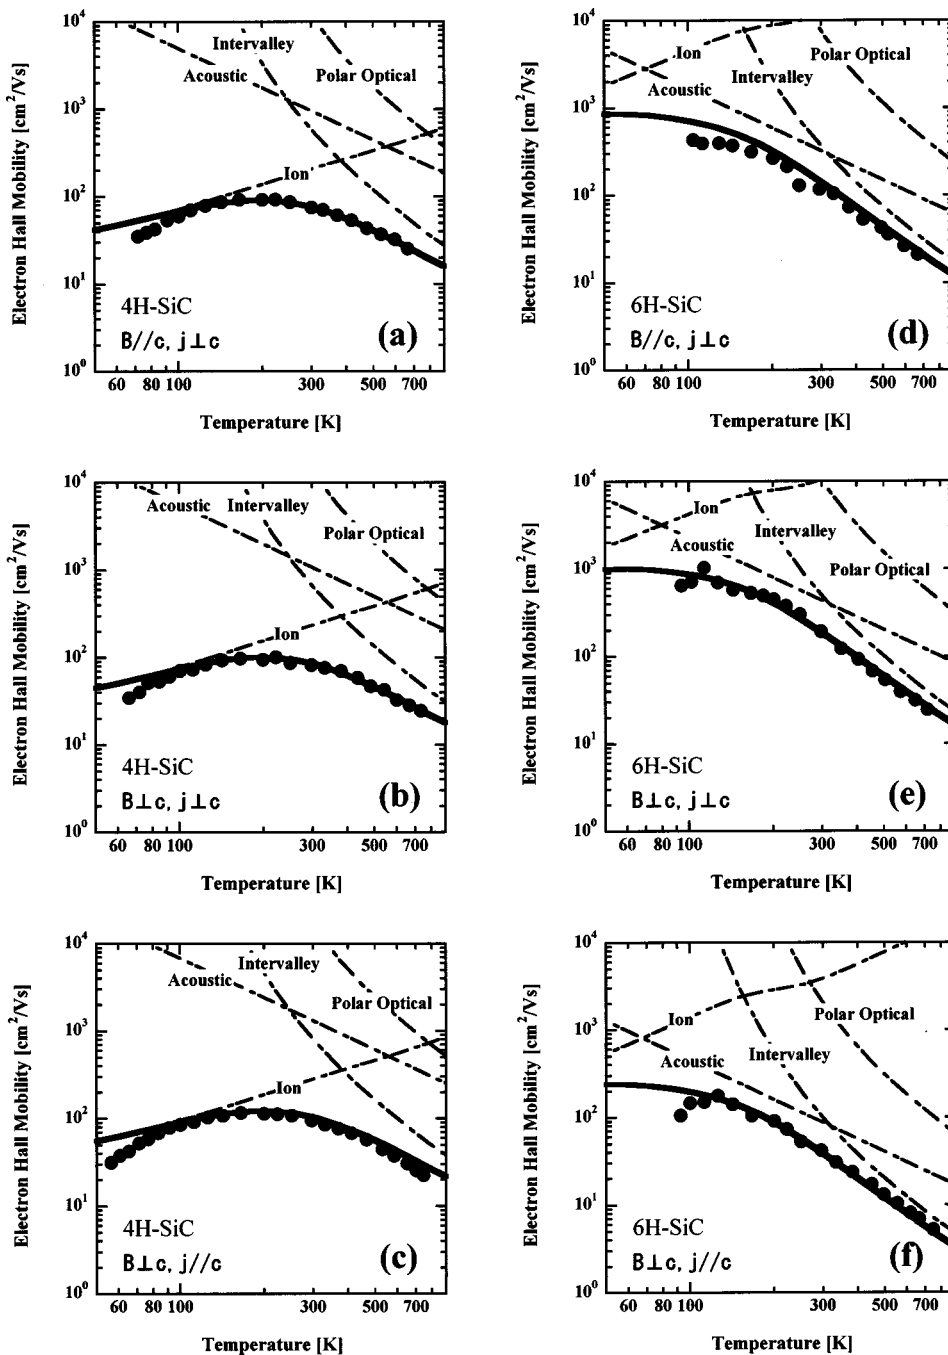 Electron Hall Mobility [cm²/Vs]
10⁴
10³
10²
10¹
10⁰
Intervalley
Acoustic
Polar Optical
Ion
4H-SiC
B//c, j⊥c
(a)
60 80 100 300 500 700
Temperature [K]
Electron Hall Mobility [cm²/Vs]
10⁴
10³
10²
10¹
10⁰
Ion
Polar Optical
Intervalley
Acoustic
6H-SiC
B//c, j⊥c
(d)
60 80 100 300 500 700
Temperature [K]
Electron Hall Mobility [cm²/Vs]
10⁴
10³
10²
10¹
10⁰
Acoustic
Intervalley
Polar Optical
Ion
4H-SiC
B⊥c, j⊥c
(b)
60 80 100 300 500 700
Temperature [K]
Electron Hall Mobility [cm²/Vs]
10⁴
10³
10²
10¹
10⁰
Ion
Intervalley
Acoustic
Polar Optical
6H-SiC
B⊥c, j⊥c
(e)
60 80 100 300 500 700
Temperature [K]
Electron Hall Mobility [cm²/Vs]
10⁴
10³
10²
10¹
10⁰
Intervalley
Acoustic
Polar Optical
Ion
4H-SiC
B⊥c, j//c
(c)
60 80 100 300 500 700
Temperature [K]
Electron Hall Mobility [cm²/Vs]
10⁴
10³
10²
10¹
10⁰
Ion
Polar Optical
Acoustic
Intervalley
6H-SiC
B⊥c, j//c
(f)
60 80 100 300 500 700
Temperature [K]